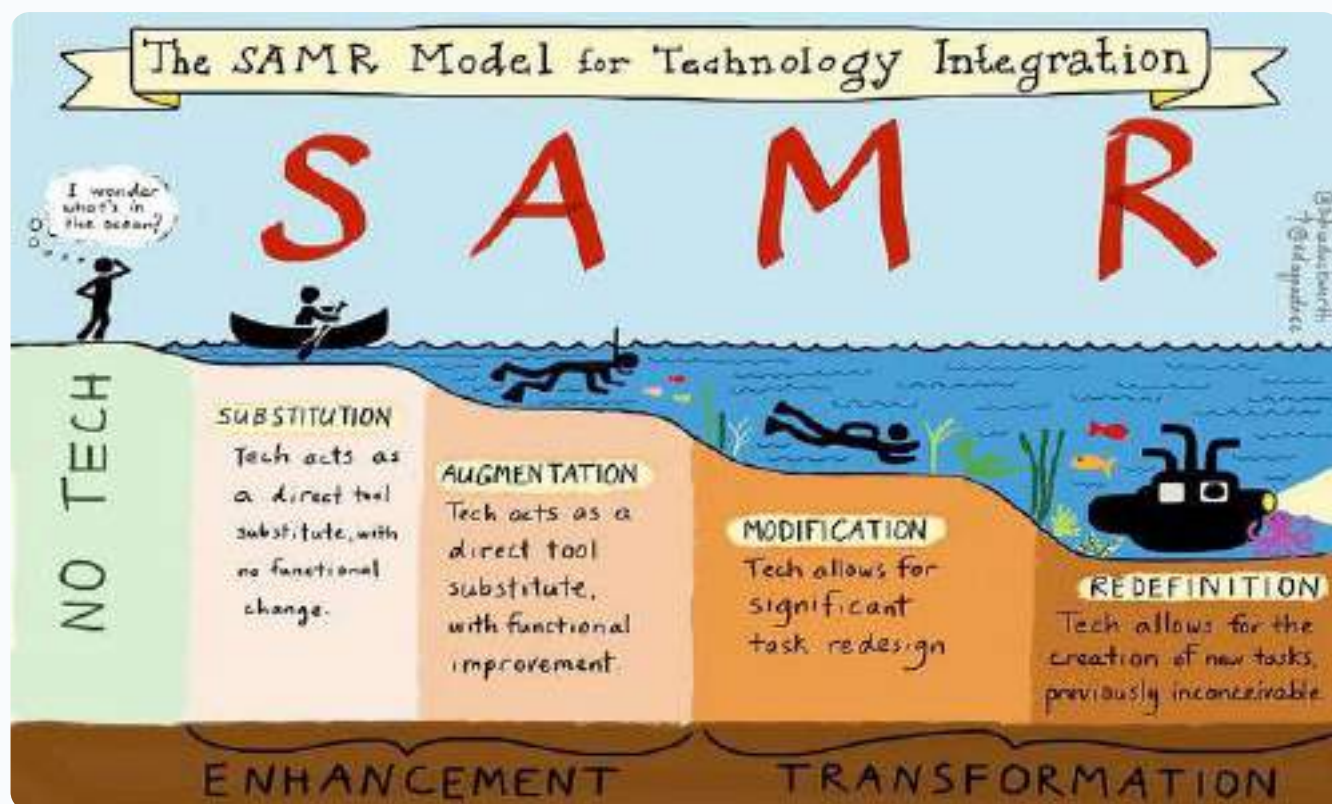 The SAMR Model for Technology Integration
S A M R
I wonder
what's in
the ocean?
NO TECH
SUBSTITUTION
Tech acts as
a direct tool
substitute, with
no functional
change.
AUGMENTATION
Tech acts as a
direct tool
substitute,
with functional
improvement.
MODIFICATION
Tech allows for
significant
task redesign
REDEFINITION
Tech allows for the
creation of new tasks,
previously inconceivable
ENHANCEMENT
TRANSFORMATION